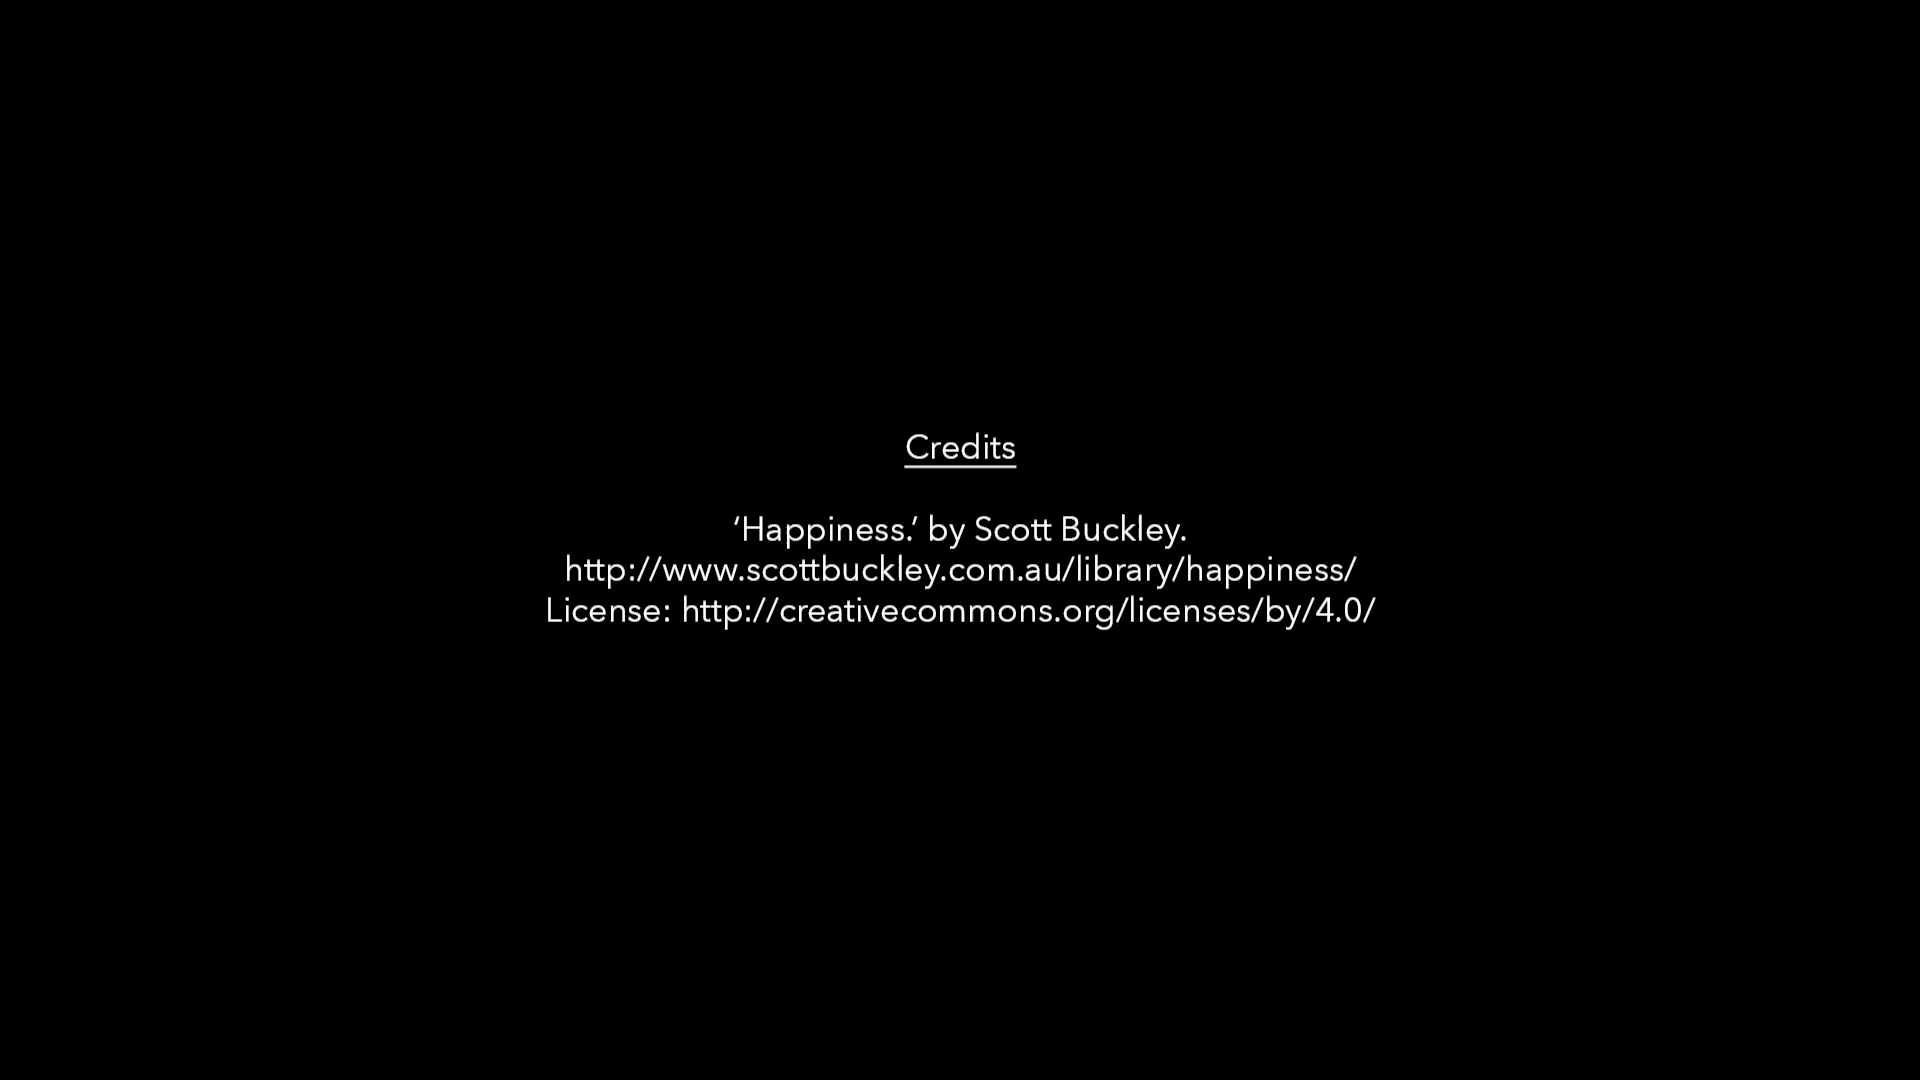 Credits
‘Happiness.’ by Scott Buckley.
http://www.scottbuckley.com.au/library/happiness/
License: http://creativecommons.org/licenses/by/4.0/